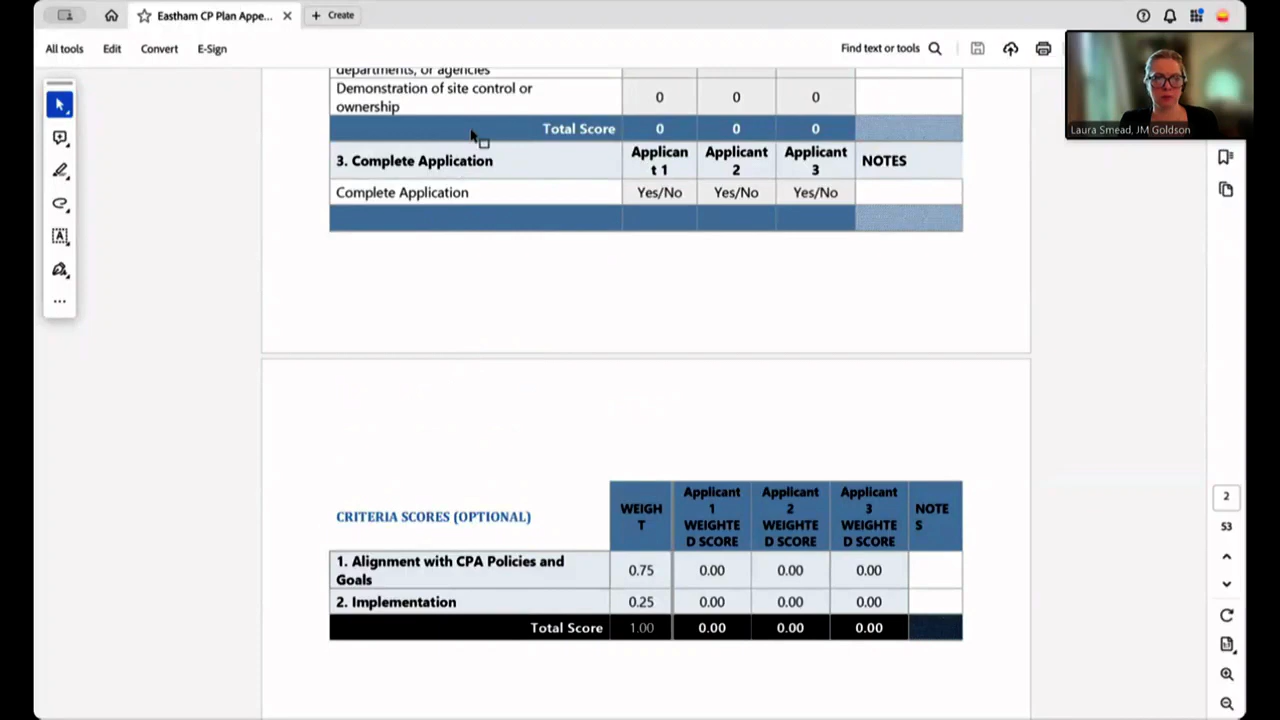 Eastham CP Plan Appe...
Create
All tools
Edit
Convert
E-Sign
Find text or tools
Laura Smead, JM Goldson
departments, or agencies
Demonstration of site control or
ownership
0 0 0
Total Score 0 0 0
3. Complete Application
Applican
t 1
Applicant
2
Applicant
3
NOTES
Complete Application Yes/No Yes/No Yes/No
2
53
CRITERIA SCORES (OPTIONAL)
WEIGH
T
Applicant
1
WEIGHTE
D SCORE
Applicant
2
WEIGHTE
D SCORE
Applicant
3
WEIGHTE
D SCORE
NOTE
S
1. Alignment with CPA Policies and
Goals
0.75 0.00 0.00 0.00
2. Implementation 0.25 0.00 0.00 0.00
Total Score 1.00 0.00 0.00 0.00